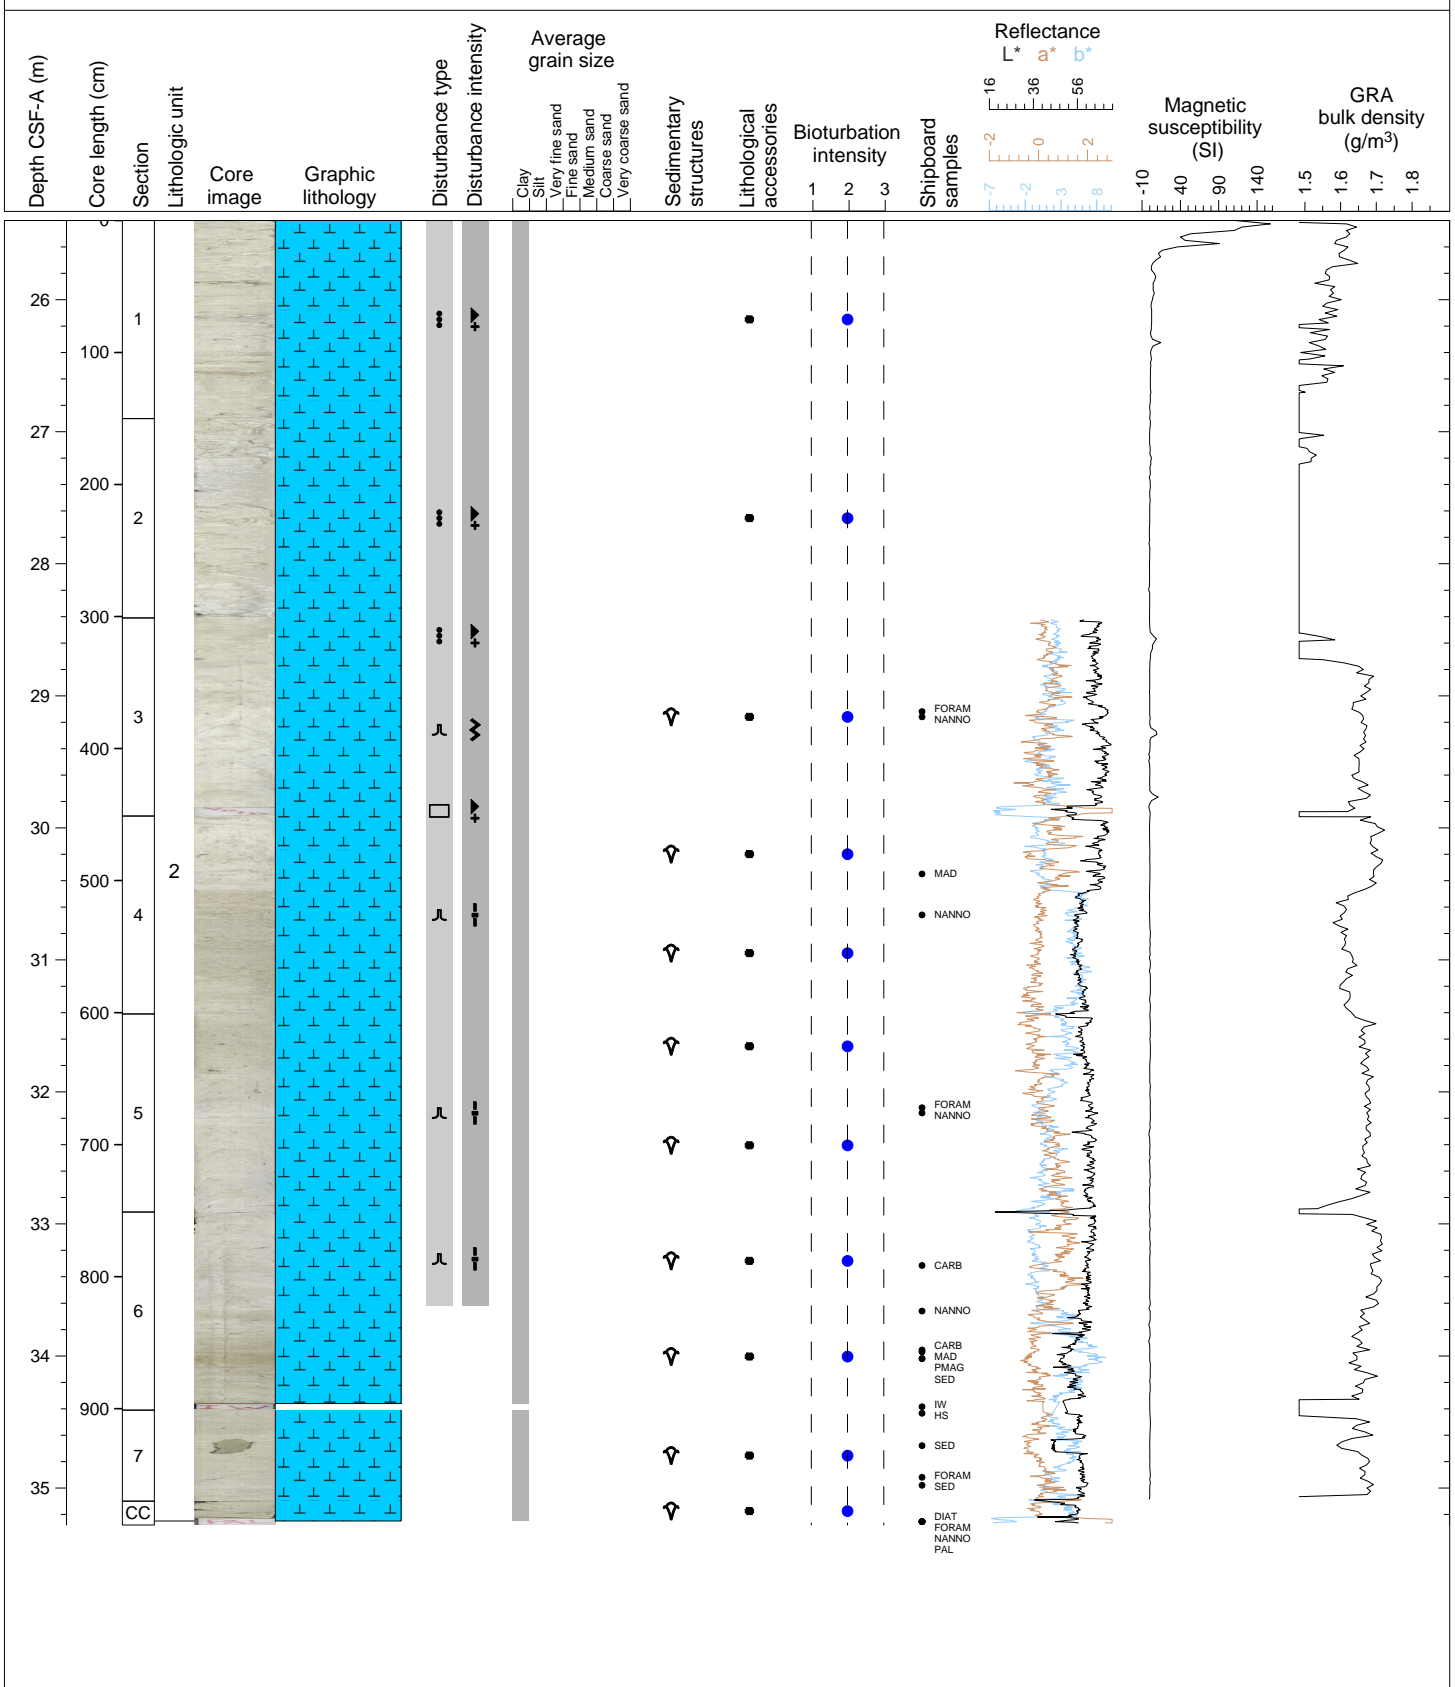 Depth CSF-A (m)
Core length (cm)
Section
Lithologic unit
Core
image
Graphic
lithology
Disturbance type
Disturbance intensity
Average
grain size
Clay
Silt
Very fine sand
Fine sand
Medium sand
Coarse sand
Very coarse sand
Sedimentary
structures
Lithological
accessories
Bioturbation
intensity
1 2 3
Shipboard
samples
Reflectance
L* a* b*
16 36 56
-2 0 2
-7 -2 3 8
Magnetic
susceptibility
(SI)
-10 40 90 140
GRA
bulk density
(g/m³)
1.5 1.6 1.7 1.8
0
26
1
100
27
200
2
28
300
29
FORAM
3
NANNO
400
30
2
MAD
500
4
NANNO
31
600
32
FORAM
5
NANNO
700
33
CARB
800
6
NANNO
CARB
34
MAD
PMAG
SED
IW
900
HS
SED
7
FORAM
35
SED
CC
DIAT
FORAM
NANNO
PAL